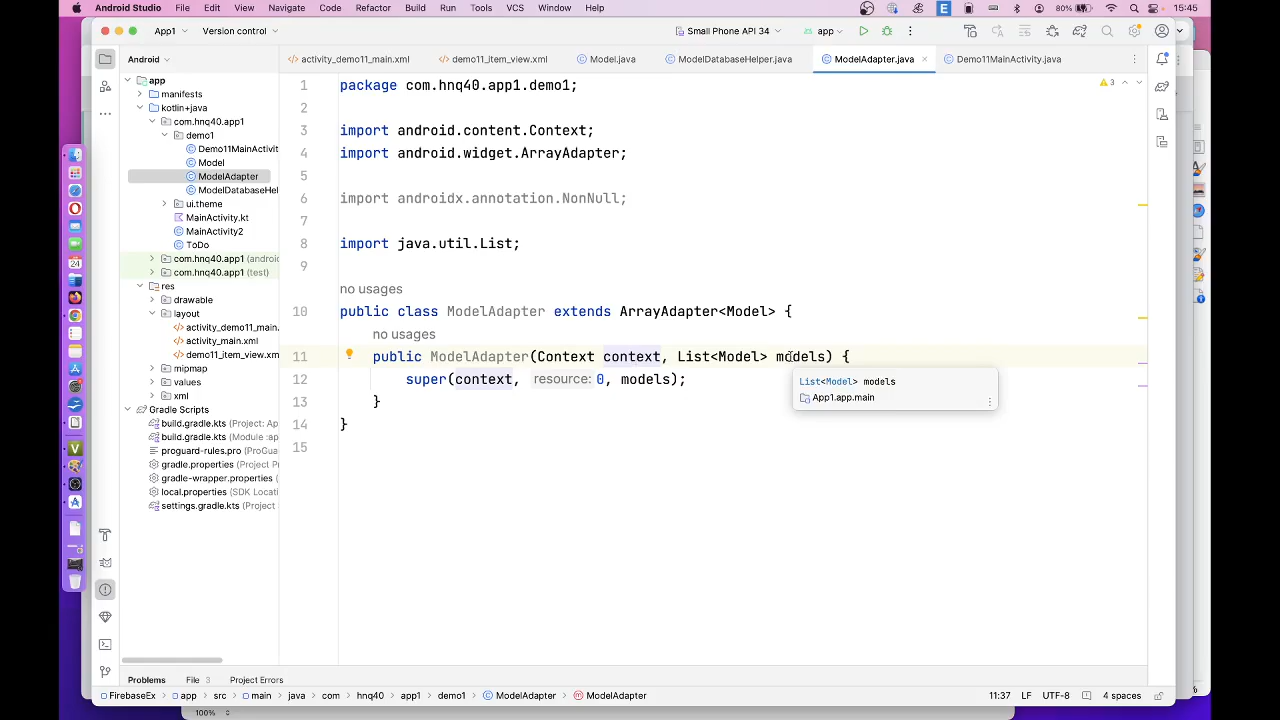 Android Studio File Edit View Navigate Code Refactor Build Run Tools VCS Window Help E 80% 15:45
App1 Version control Small Phone API 34 app
Android activity_demo11_main.xml demo11_item_view.xml Model.java ModelDatabaseHelper.java ModelAdapter.java Demo11MainActivity.java
app
manifests
kotlin+java
com.hnq40.app1
demo1
Demo11MainActivit
Model
ModelAdapter
ModelDatabaseHel
ui.theme
MainActivity.kt
MainActivity2
ToDo
com.hnq40.app1 (androi
com.hnq40.app1 (test)
res
drawable
layout
activity_demo11_main.
activity_main.xml
demo11_item_view.xm
mipmap
values
xml
Gradle Scripts
build.gradle.kts (Project: Ap
build.gradle.kts (Module :ap
proguard-rules.pro (ProGua
gradle.properties (Project Pr
gradle-wrapper.properties (
local.properties (SDK Locati
settings.gradle.kts (Project
1 package com.hnq40.app1.demo1;
2
3 import android.content.Context;
4 import android.widget.ArrayAdapter;
5
6 import androidx.annotation.NonNull;
7
8 import java.util.List;
9
no usages
10 public class ModelAdapter extends ArrayAdapter<Model> {
no usages
11 public ModelAdapter(Context context, List<Model> models) {
12 super(context, resource: 0, models);
13 }
14 }
15
3
List<Model> models
App1.app.main
Problems File 3 Project Errors
FirebaseEx app src main java com hnq40 app1 demo1 ModelAdapter ModelAdapter 11:37 LF UTF-8 4 spaces
100%